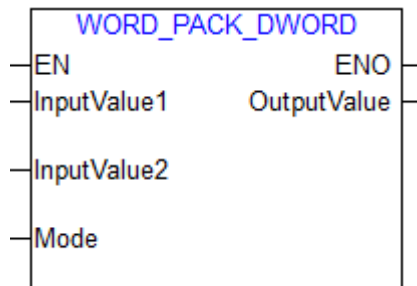 WORD_PACK_DWORD
EN ENO
InputValue1 OutputValue
InputValue2
Mode